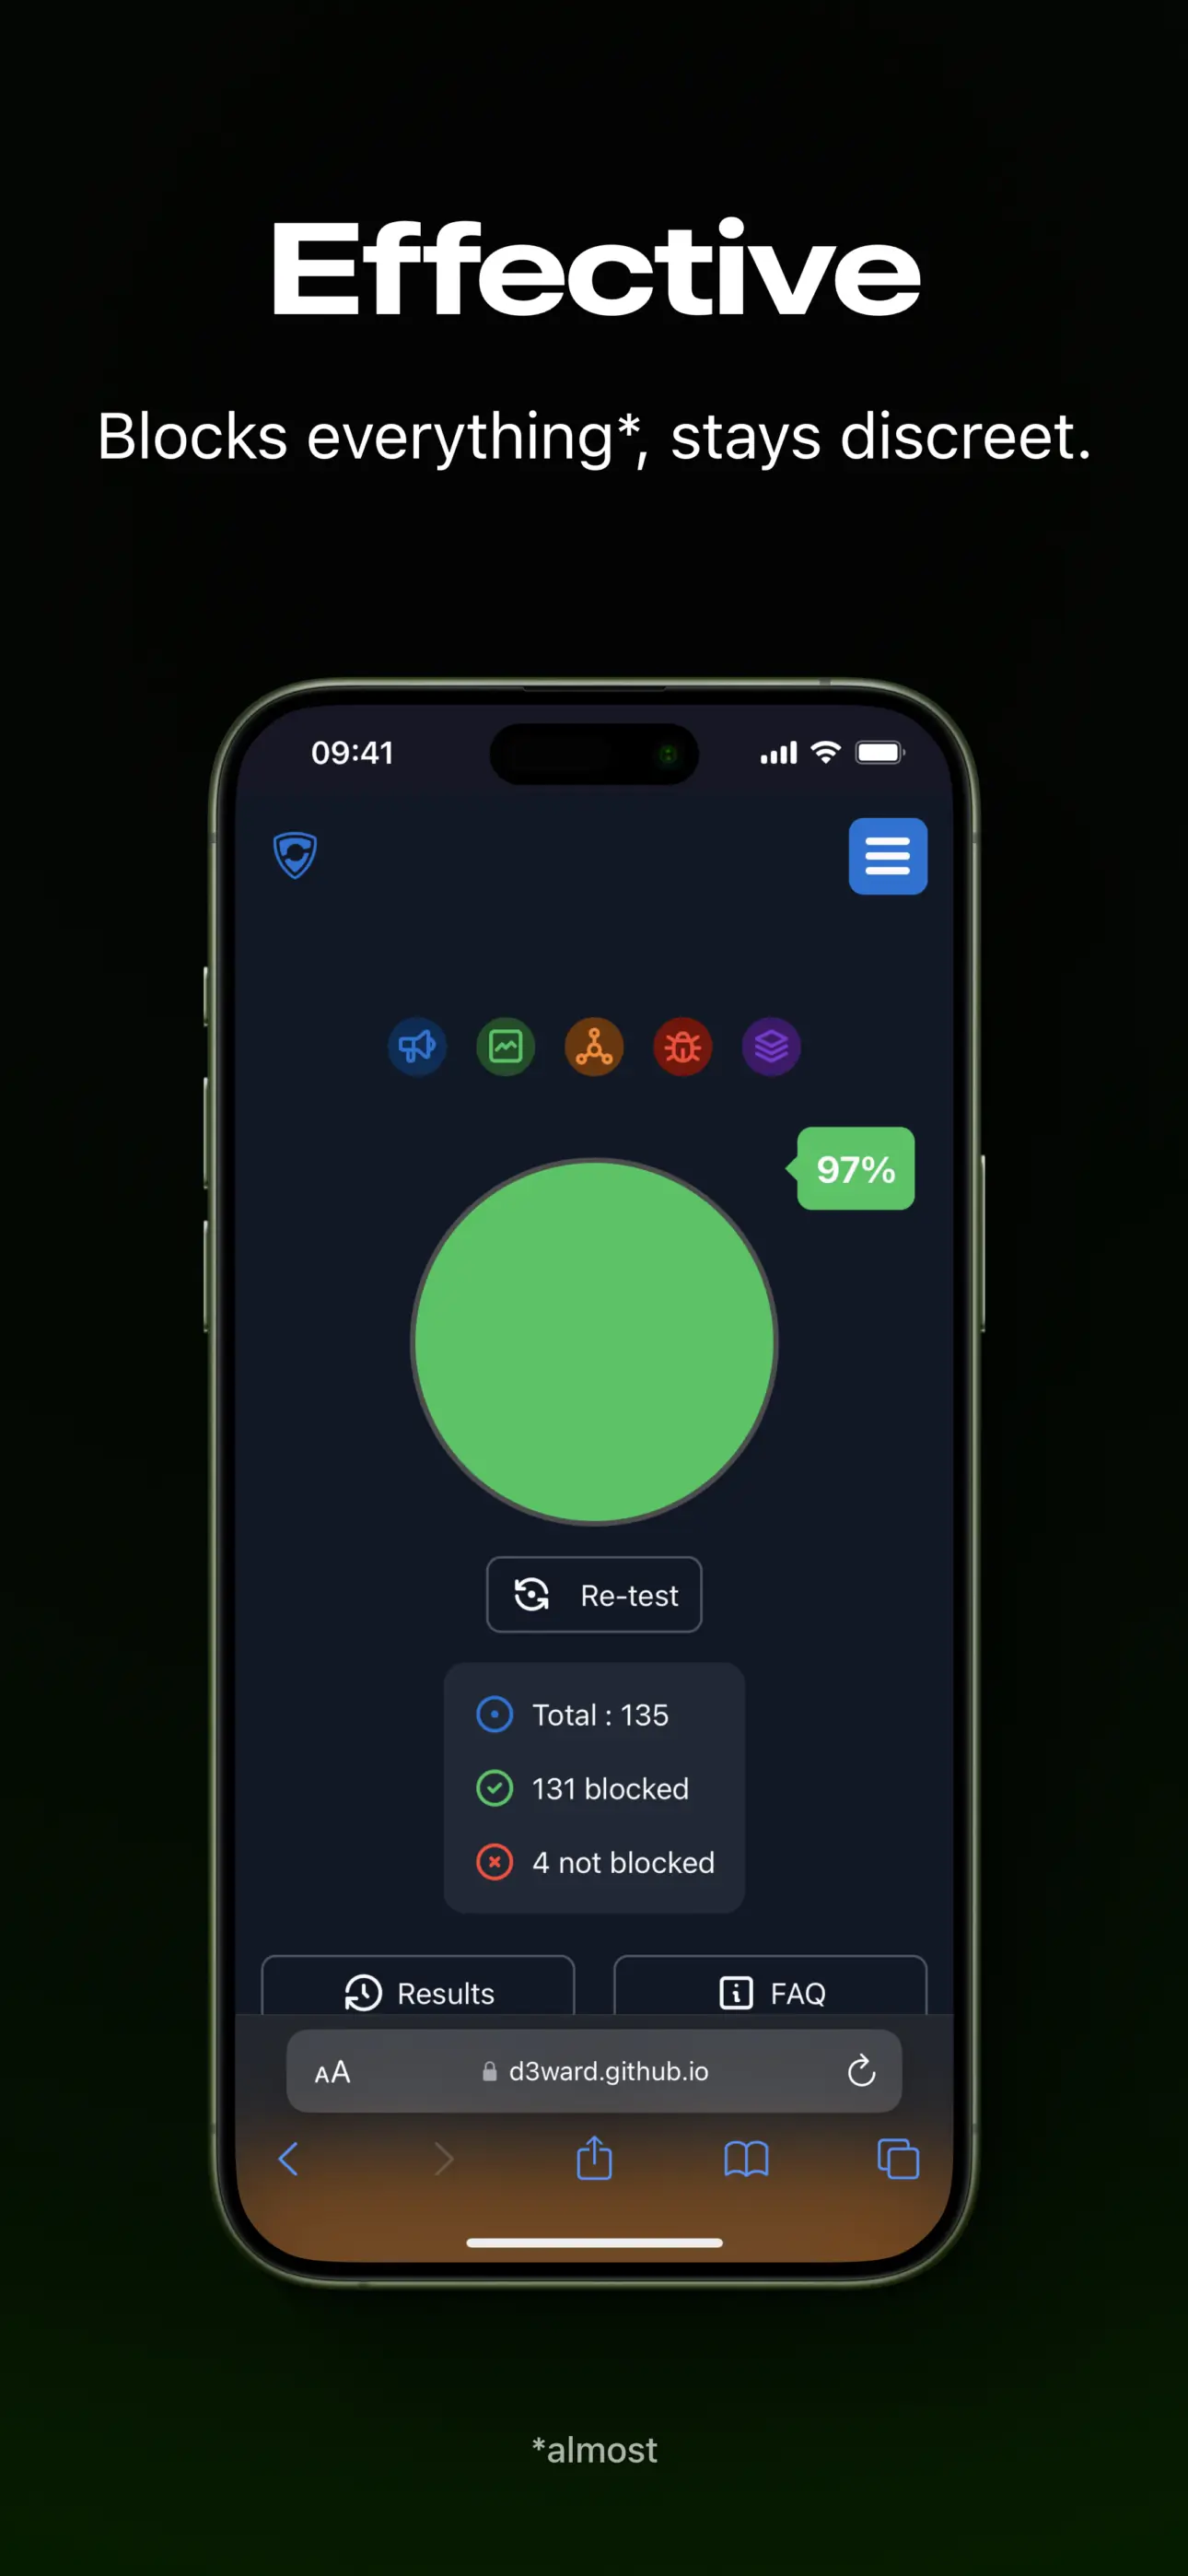 Effective
Blocks everything*, stays discreet.
09:41
97%
Re-test
Total : 135
131 blocked
4 not blocked
Results
FAQ
AA
d3ward.github.io
*almost